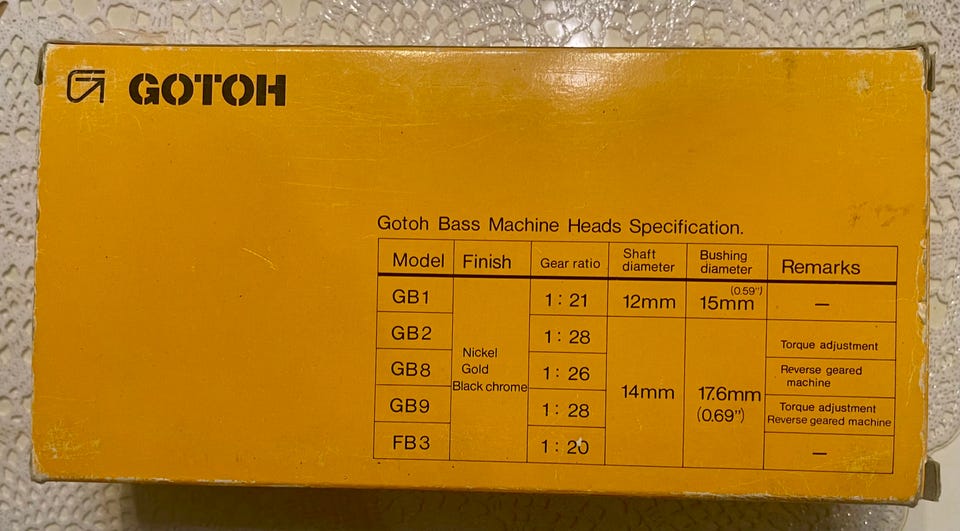 GOTOH
Gotoh Bass Machine Heads Specification.
Model Finish Gear ratio Shaft diameter Bushing diameter Remarks
GB1 1:21 12mm 15mm (0.59") —
GB2 1:28 Torque adjustment
GB8 1:26 Reverse geared machine
GB9 1:28 Torque adjustment Reverse geared machine
FB3 1:20 —
Nickel
Gold
Black chrome
14mm
17.6mm
(0.69")